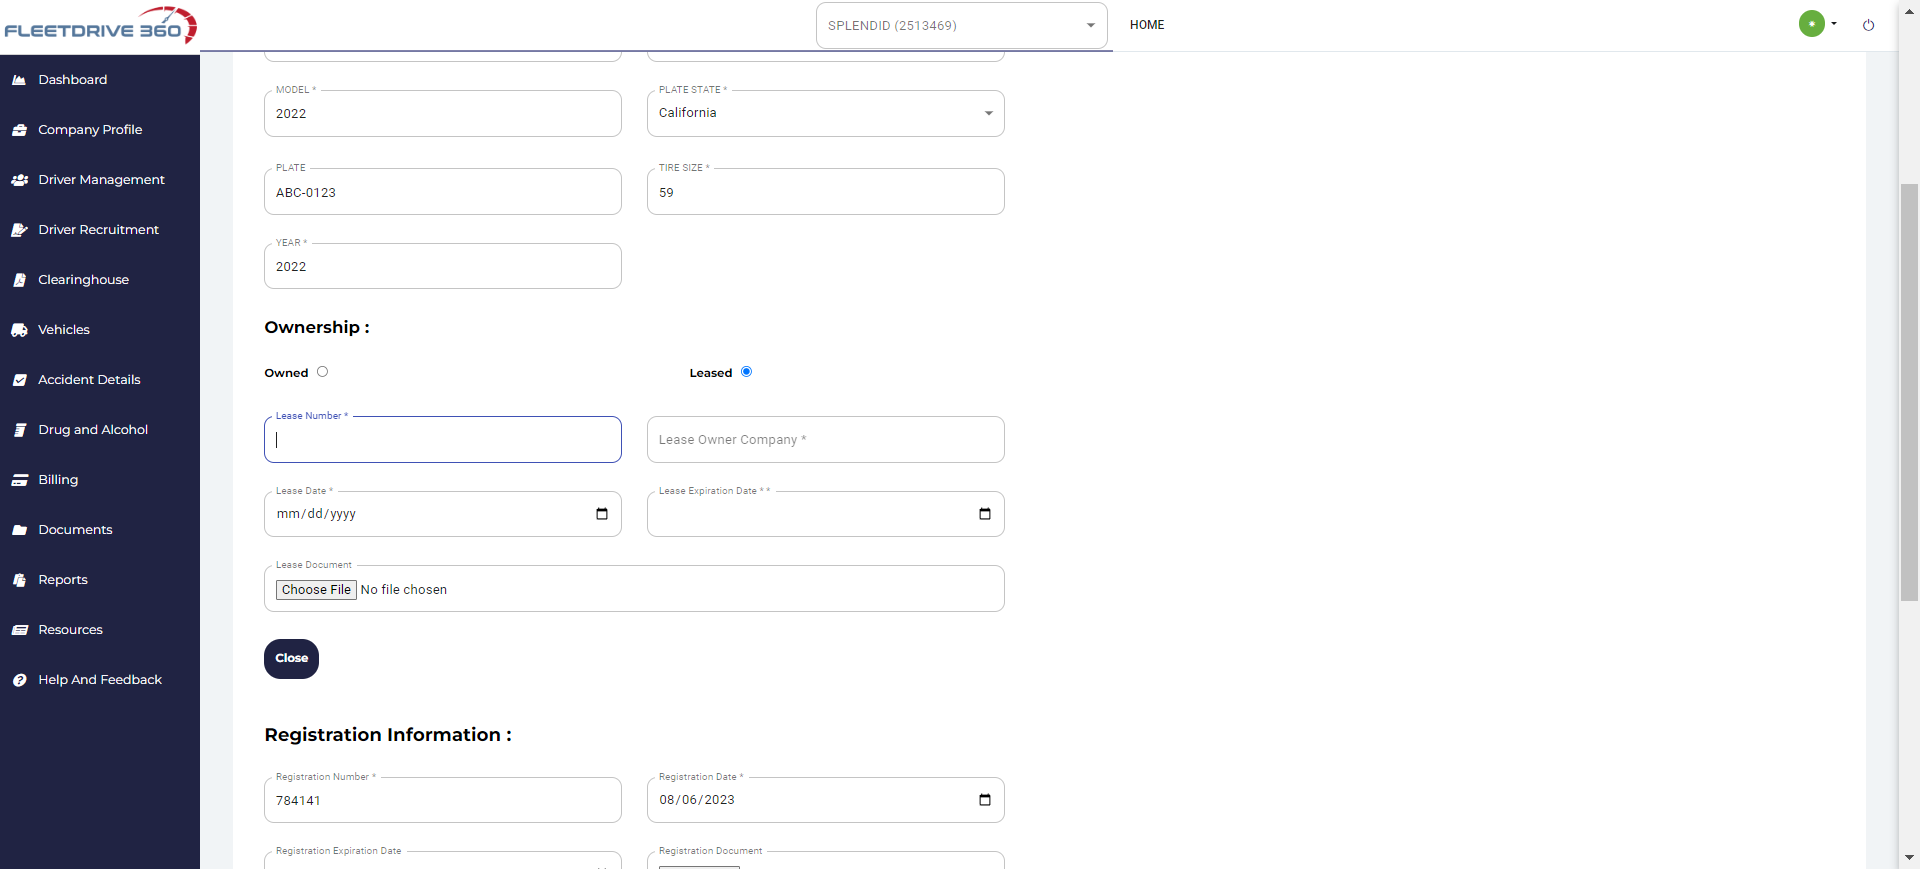 FLEETDRIVE 360
SPLENDID (2513469)
HOME
Dashboard
Company Profile
Driver Management
Driver Recruitment
Clearinghouse
Vehicles
Accident Details
Drug and Alcohol
Billing
Documents
Reports
Resources
Help And Feedback
MODEL *
2022
PLATE STATE *
California
PLATE
ABC-0123
TIRE SIZE *
59
YEAR *
2022
Ownership :
Owned
Leased
Lease Number *
Lease Owner Company *
Lease Date *
mm/dd/yyyy
Lease Expiration Date * *
Lease Document
Choose File No file chosen
Close
Registration Information :
Registration Number *
784141
Registration Date *
08/06/2023
Registration Expiration Date
Registration Document